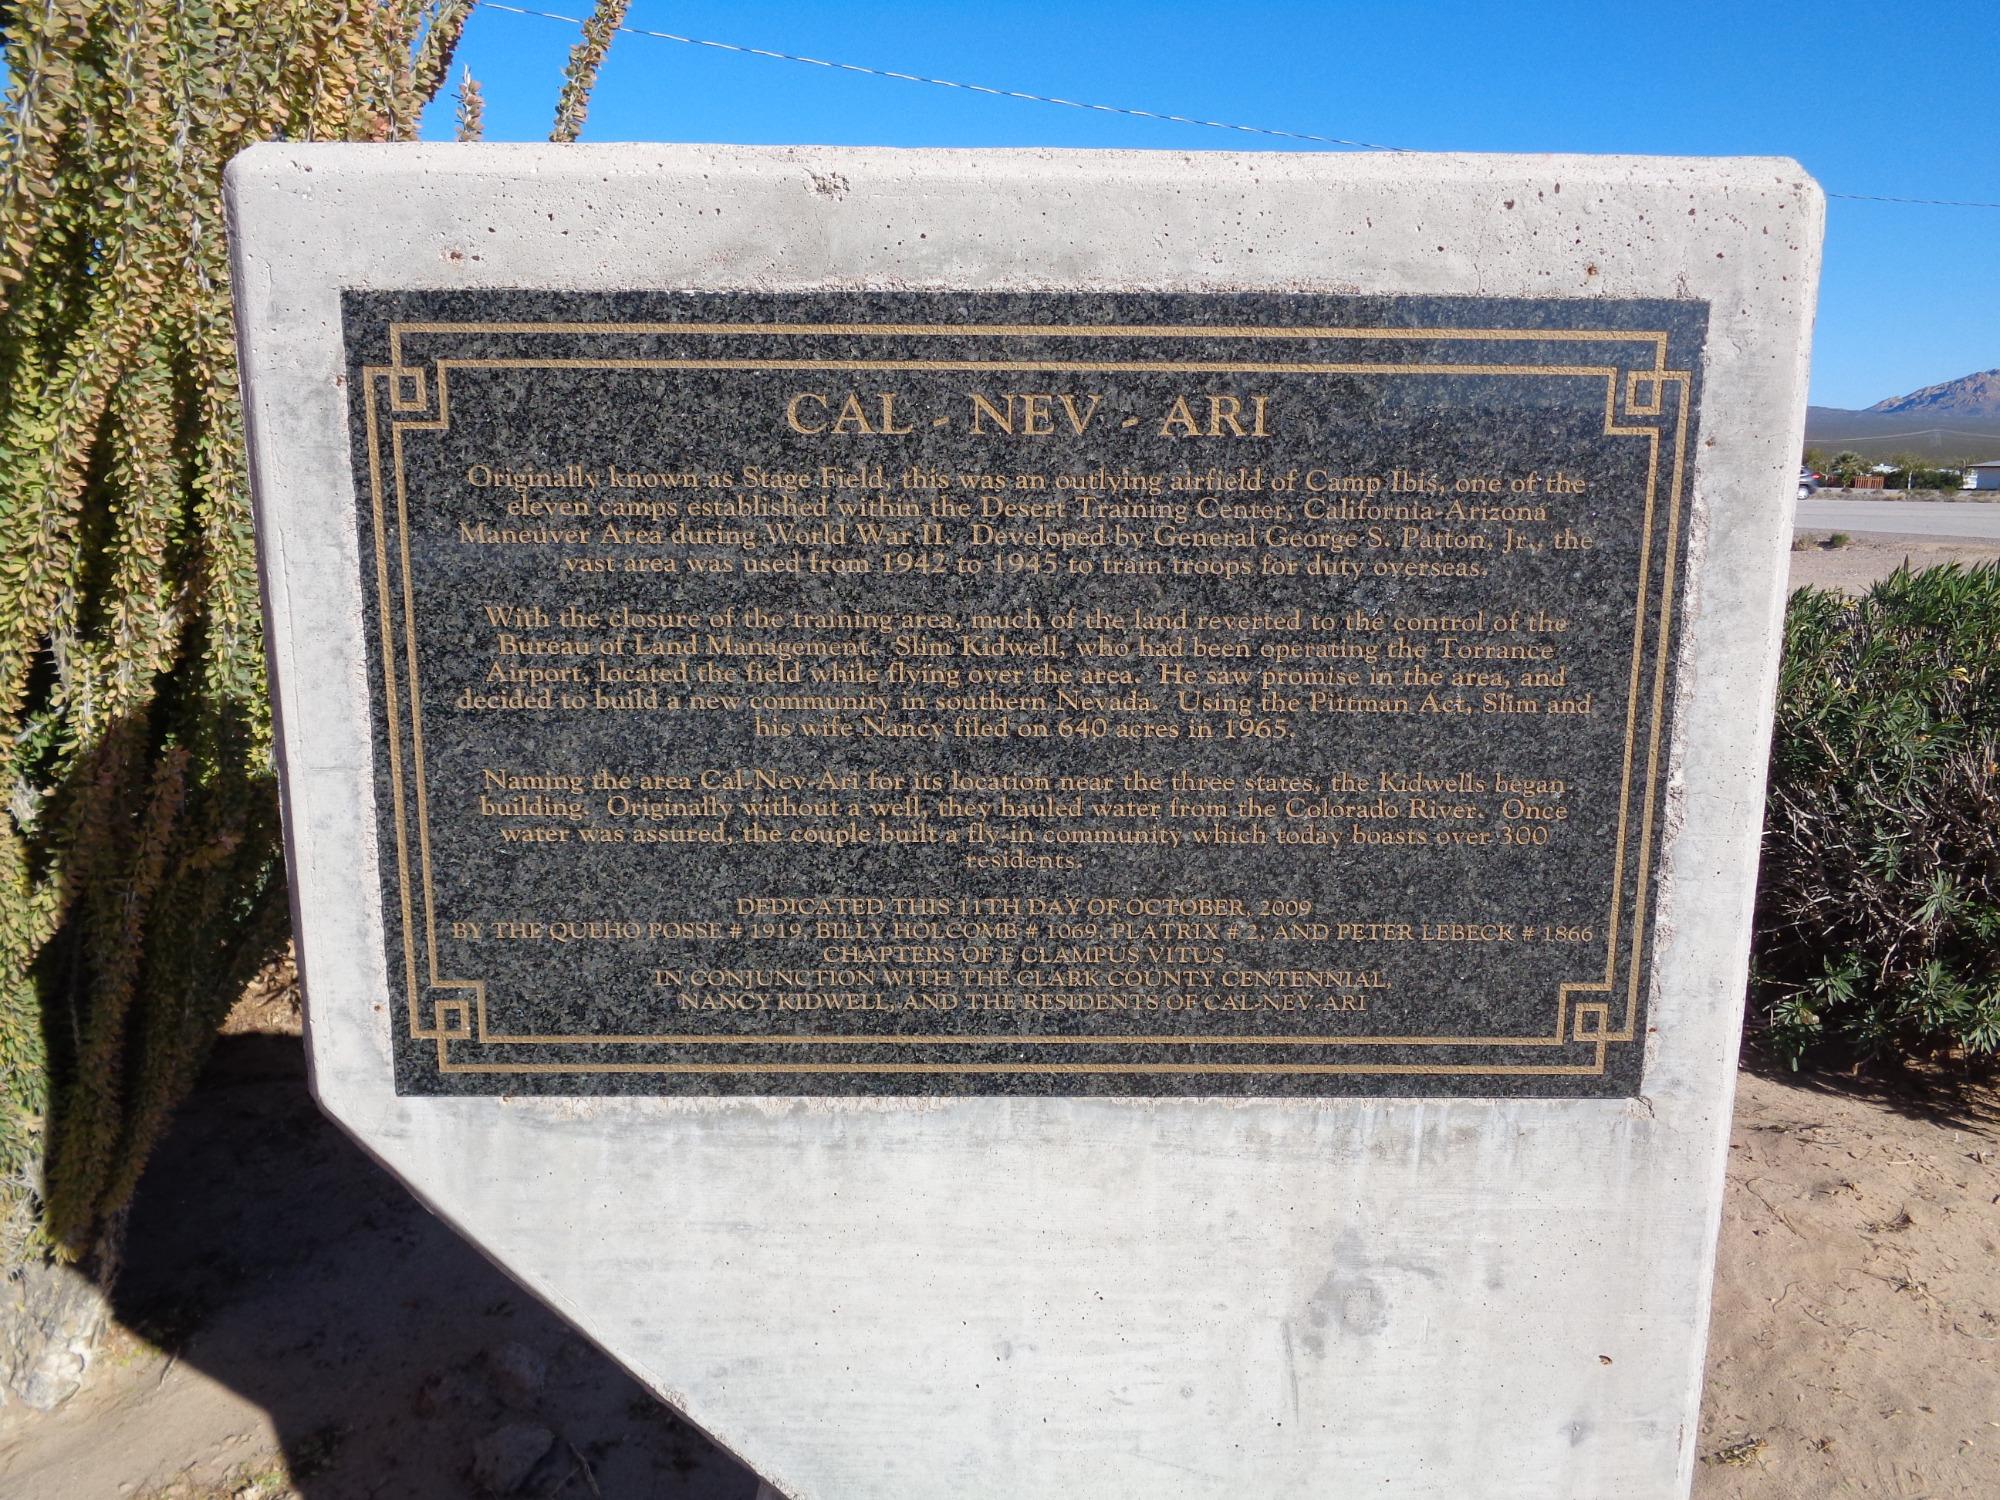 CAL - NEV - ARI
Originally known as Stage Field, this was an outlying airfield of Camp Ibis, one of the
eleven camps established within the Desert Training Center, California-Arizona
Maneuver Area during World War II.  Developed by General George S. Patton, Jr., the
vast area was used from 1942 to 1945 to train troops for duty overseas.
With the closure of the training area, much of the land reverted to the control of the
Bureau of Land Management.  Slim Kidwell, who had been operating the Torrance
Airport, located the field while flying over the area.  He saw promise in the area, and
decided to build a new community in southern Nevada.  Using the Pittman Act, Slim and
his wife Nancy filed on 640 acres in 1965.
Naming the area Cal-Nev-Ari for its location near the three states, the Kidwells began
building.  Originally without a well, they hauled water from the Colorado River.  Once
water was assured, the couple built a fly-in community which today boasts over 300
residents.
DEDICATED THIS 11TH DAY OF OCTOBER, 2009
BY THE QUEHO POSSE # 1919, BILLY HOLCOMB # 1069, PLATRIX # 2, AND PETER LEBECK # 1866
CHAPTERS OF E CLAMPUS VITUS
IN CONJUNCTION WITH THE CLARK COUNTY CENTENNIAL,
NANCY KIDWELL, AND THE RESIDENTS OF CAL-NEV-ARI